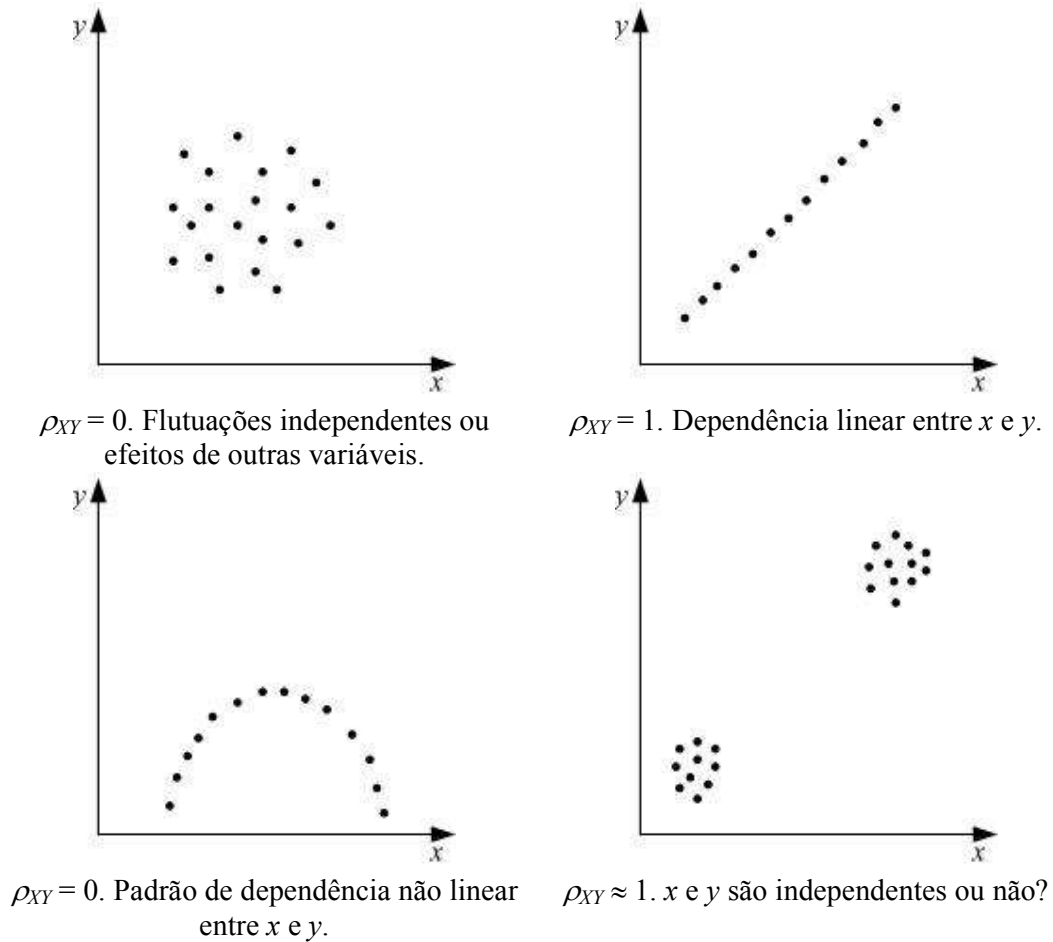 y
y
x
x
ρXY = 0. Flutuações independentes ou
efeitos de outras variáveis.
ρXY = 1. Dependência linear entre x e y.
y
y
x
x
ρXY = 0. Padrão de dependência não linear
entre x e y.
ρXY ≈ 1. x e y são independentes ou não?